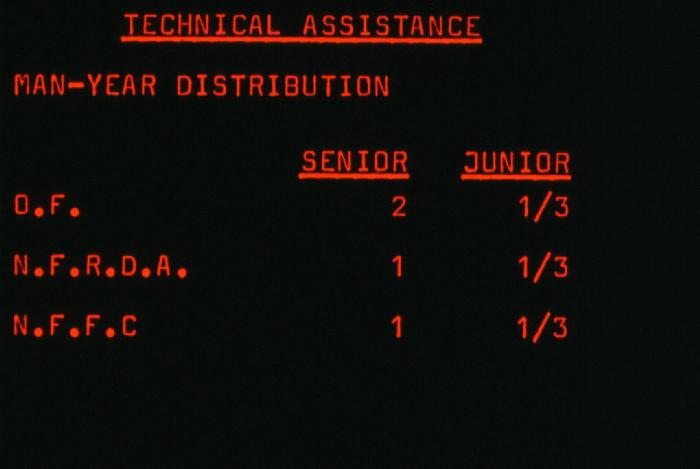 TECHNICAL ASSISTANCE
MAN-YEAR DISTRIBUTION
SENIOR JUNIOR
O.F. 2 1/3
N.F.R.D.A. 1 1/3
N.F.F.C 1 1/3